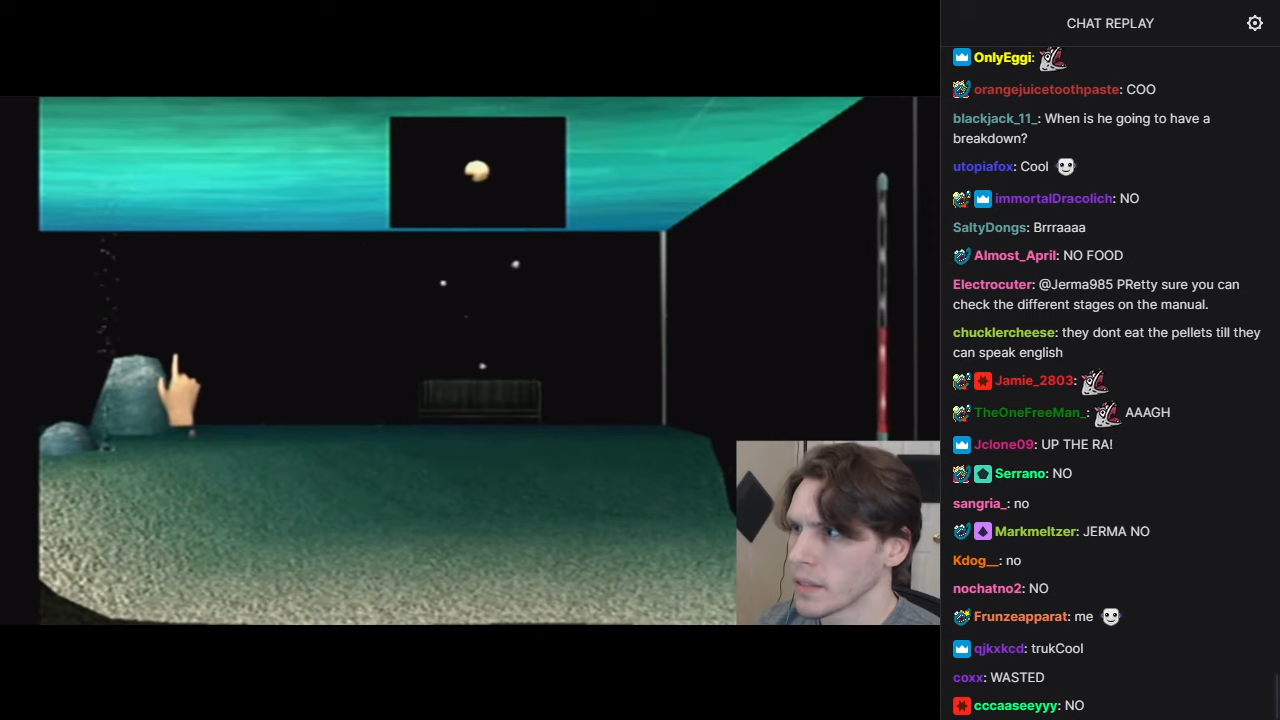 CHAT REPLAY
OnlyEggi:
orangejuicetoothpaste: COO
blackjack_11_: When is he going to have a
breakdown?
utopiafox: Cool
immortalDracolich: NO
SaltyDongs: Brrraaaa
Almost_April: NO FOOD
Electrocuter: @Jerma985 PRetty sure you can
check the different stages on the manual.
chucklercheese: they dont eat the pellets till they
can speak english
Jamie_2803:
TheOneFreeMan_: AAAGH
Jclone09: UP THE RA!
Serrano: NO
sangria_: no
Markmeltzer: JERMA NO
Kdog__: no
nochatno2: NO
Frunzeapparat: me
qjkxkcd: trukCool
coxx: WASTED
cccaaseeyyy: NO